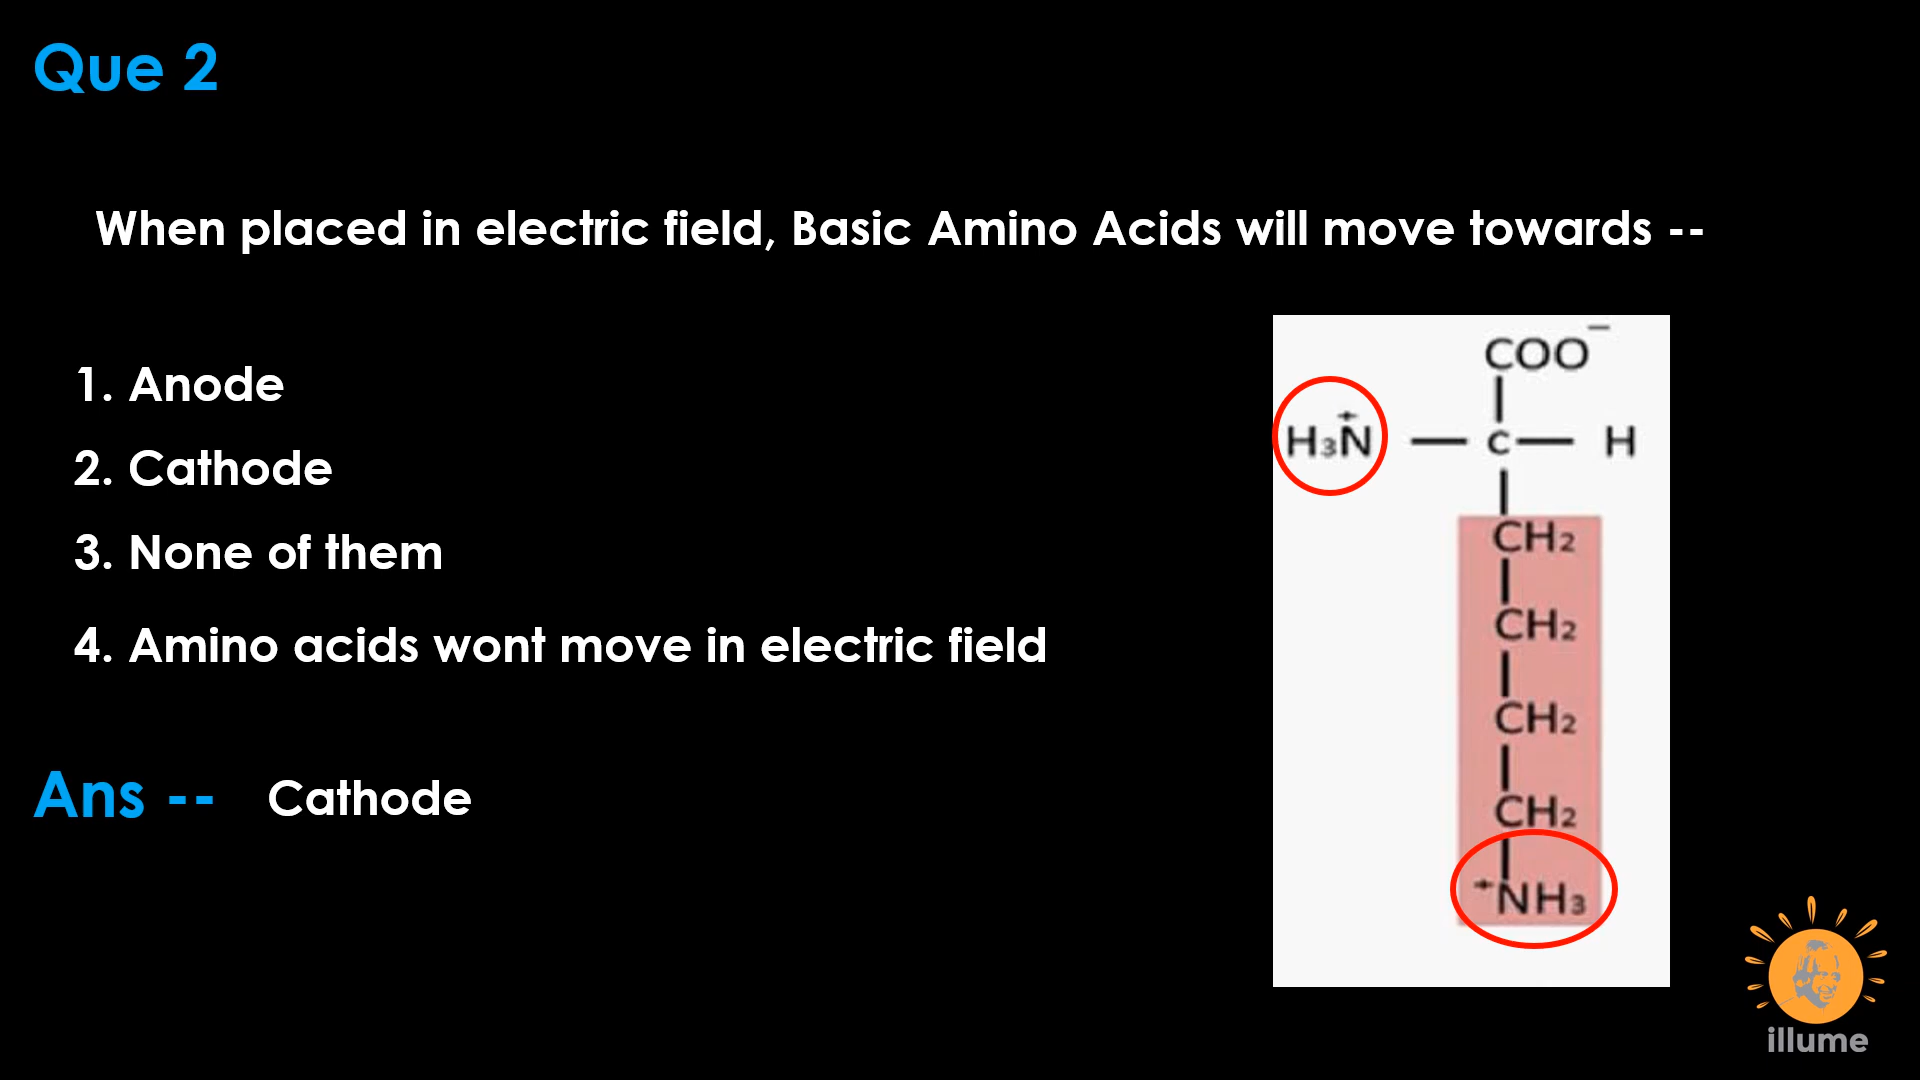 Que 2
When placed in electric field, Basic Amino Acids will move towards --
1. Anode
2. Cathode
3. None of them
4. Amino acids wont move in electric field
Ans -- Cathode
COO⁻
H₃N⁺ — C — H
CH₂
CH₂
CH₂
CH₂
⁺NH₃
illume